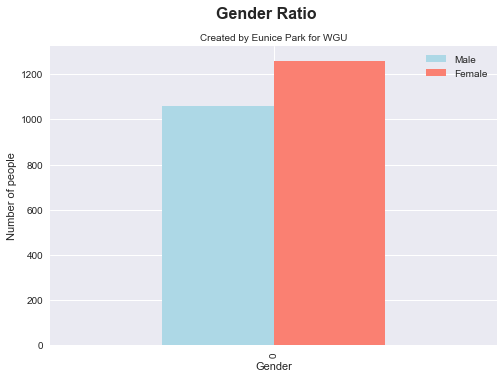 Gender Ratio
Created by Eunice Park for WGU
Male
Female
1200
1000
800
600
400
200
0
Number of people
0
Gender